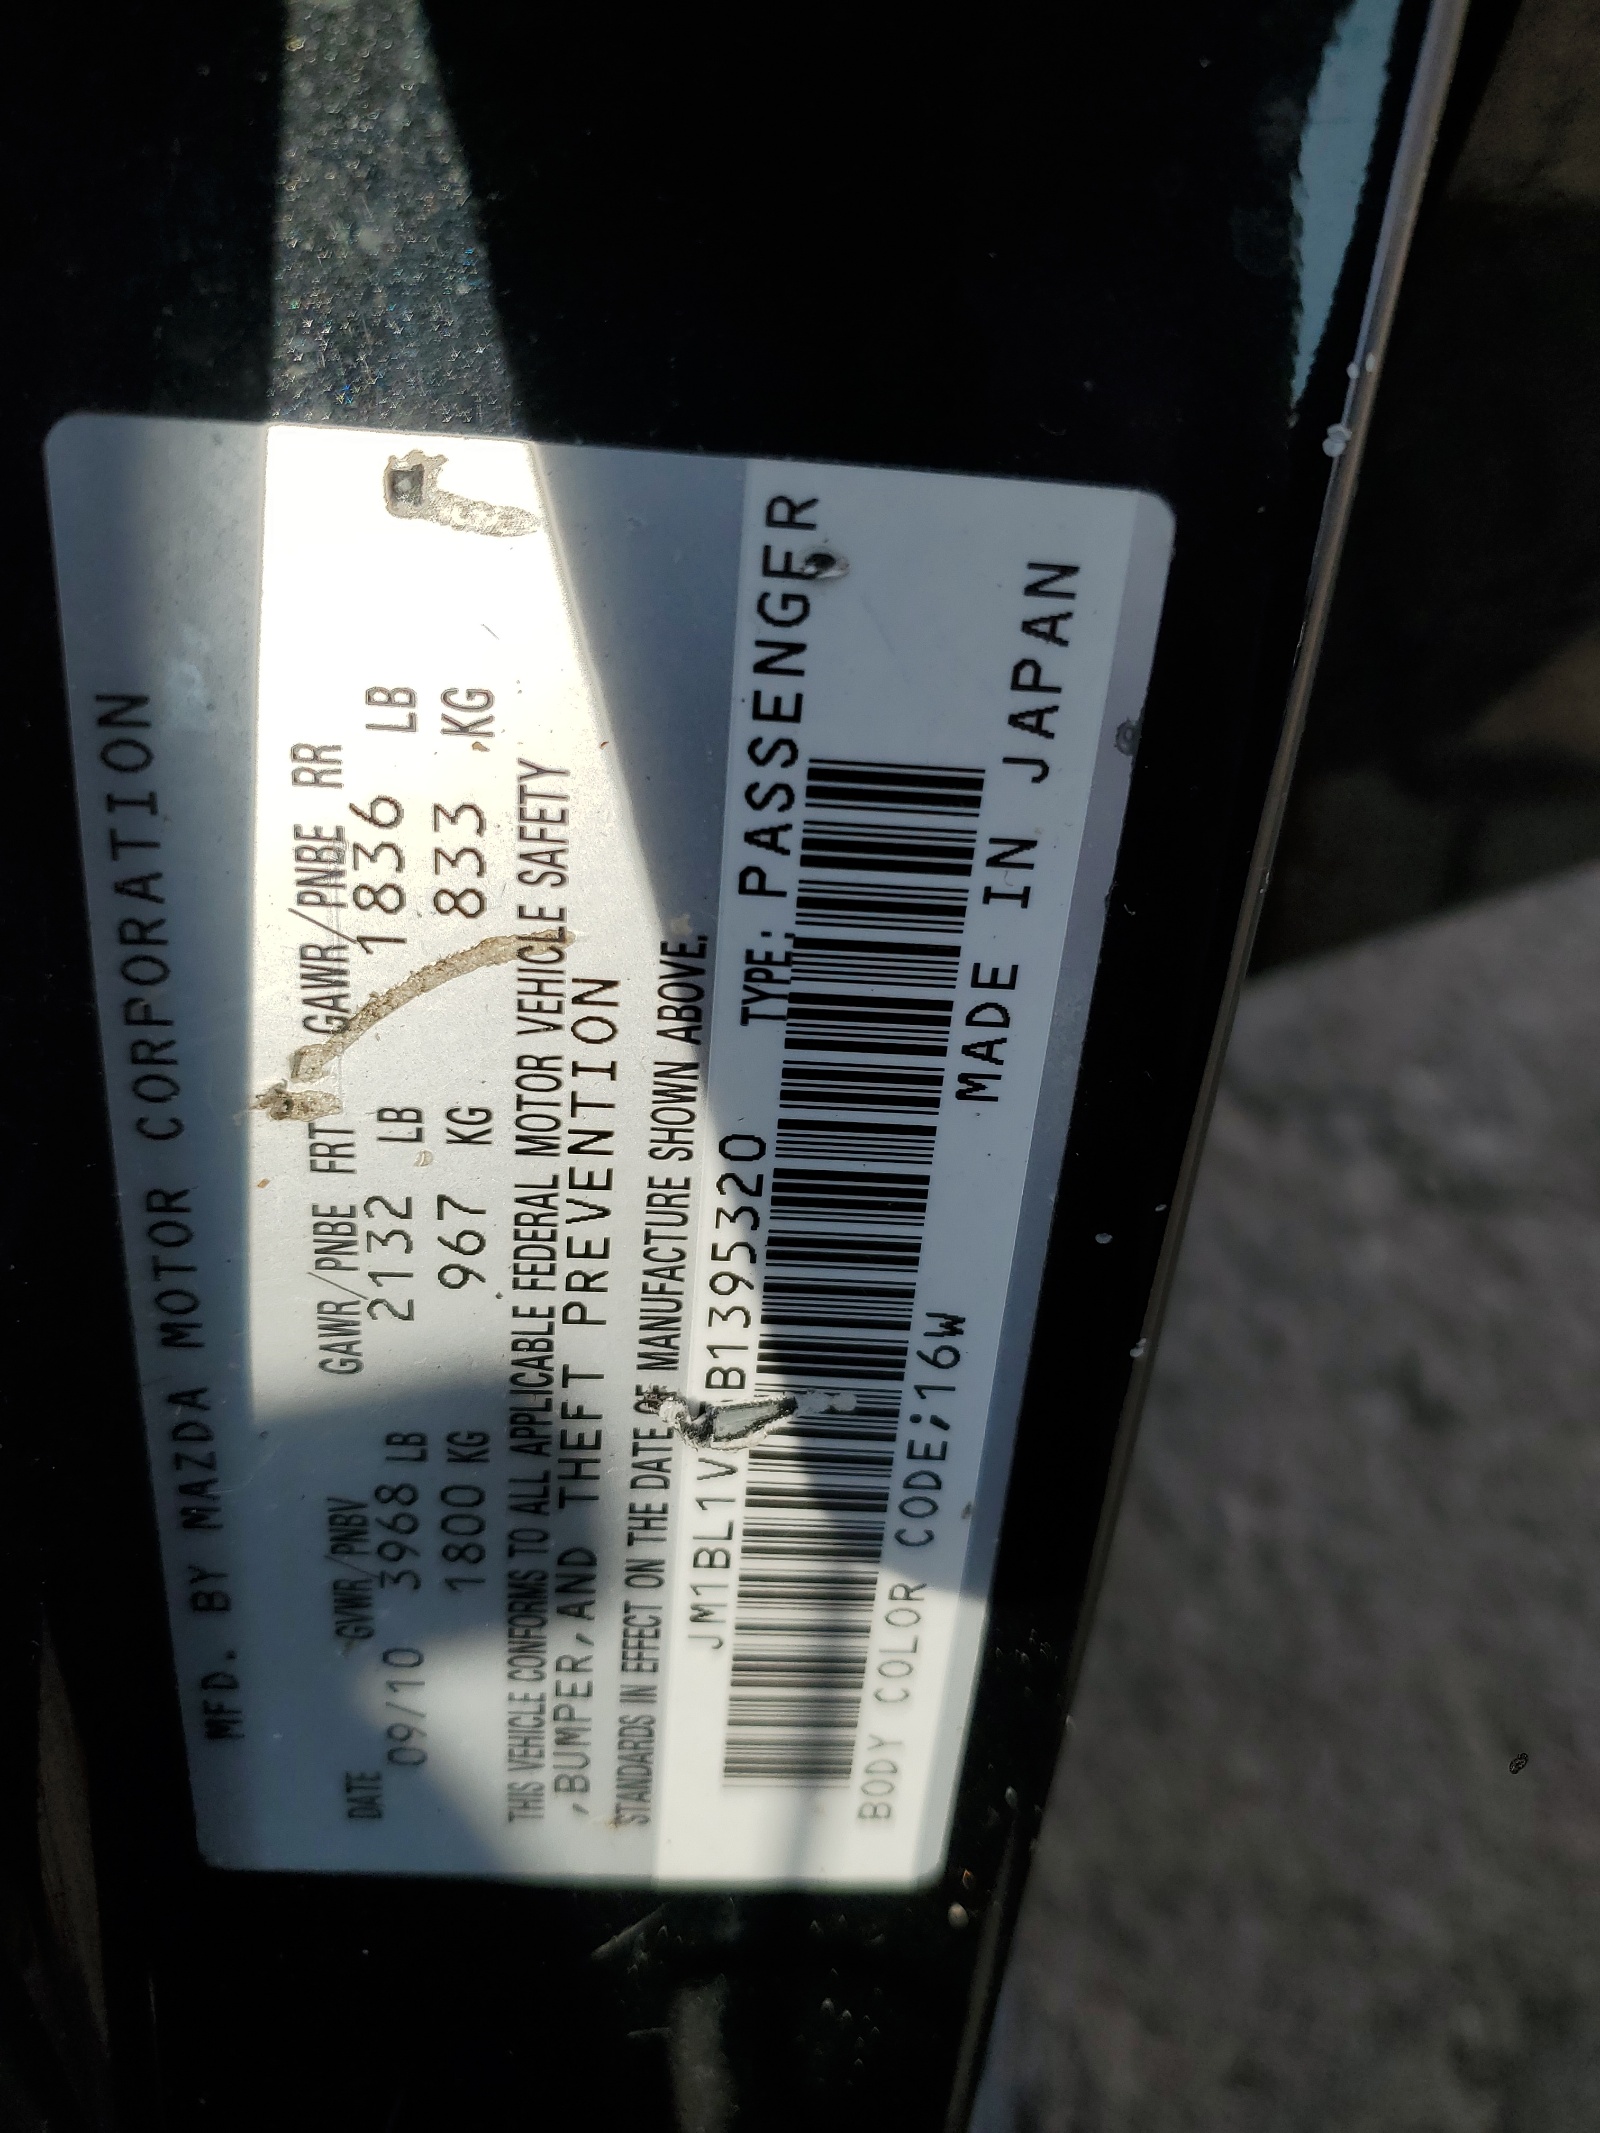 MFD. BY MAZDA MOTOR CORPORATION
DATE GVWR/PNBV GAWR/PNBE FRT GAWR/PNBE RR
09/10 3968 LB 2132 LB 1836 LB
1800 KG 967 KG 833 KG
THIS VEHICLE CONFORMS TO ALL APPLICABLE FEDERAL MOTOR VEHICLE SAFETY
,BUMPER,AND THEFT PREVENTION
STANDARDS IN EFFECT ON THE DATE OF MANUFACTURE SHOWN ABOVE.
JM1BL1V B1395320 TYPE: PASSENGER
BODY COLOR CODE;16W MADE IN JAPAN